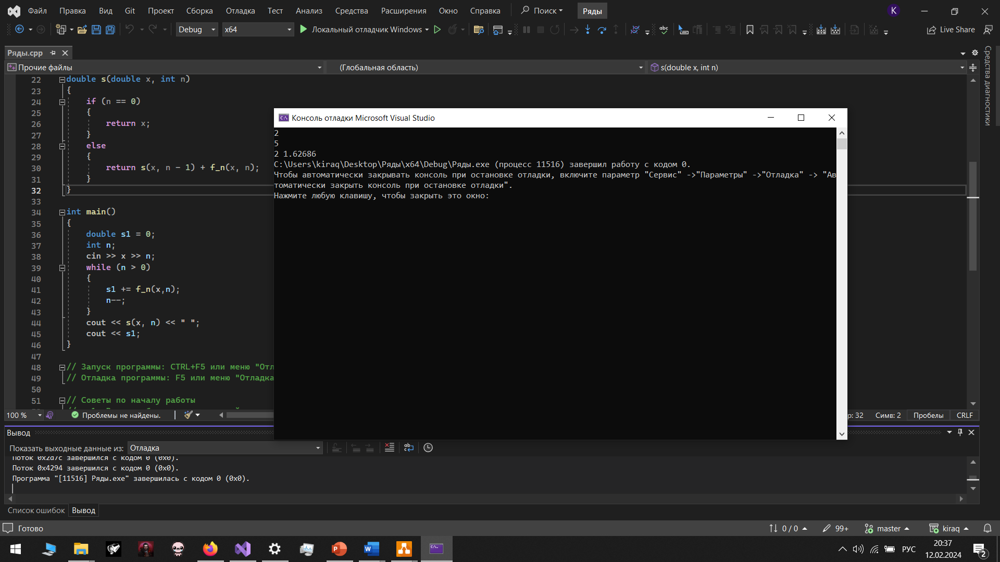 Файл Правка Вид Git Проект Сборка Отладка Тест Анализ Средства Расширения Окно Справка Поиск Ряды K
Debug x64 Локальный отладчик Windows Live Share
Ряды.cpp
Прочие файлы (Глобальная область) s(double x, int n)
Средства диагностики
22 double s(double x, int n)
23 {
24 if (n == 0)
25 {
26 return x;
27 }
28 else
29 {
30 return s(x, n - 1) + f_n(x, n);
31 }
32 }
33
34 int main()
35 {
36 double s1 = 0;
37 int n;
38 cin >> x >> n;
39 while (n > 0)
40 {
41 s1 += f_n(x,n);
42 n--;
43 }
44 cout << s(x, n) << " ";
45 cout << s1;
46 }
47
48 // Запуск программы: CTRL+F5 или меню "Отл
49 // Отладка программы: F5 или меню "Отладка
50
51 // Советы по началу работы
Консоль отладки Microsoft Visual Studio
2
5
2 1.62686
C:\Users\kiraq\Desktop\Ряды\x64\Debug\Ряды.exe (процесс 11516) завершил работу с кодом 0.
Чтобы автоматически закрывать консоль при остановке отладки, включите параметр "Сервис" ->"Параметры" ->"Отладка" -> "Ав
томатически закрыть консоль при остановке отладки".
Нажмите любую клавишу, чтобы закрыть это окно:
100 % Проблемы не найдены. р: 32 Симв: 2 Пробелы CRLF
Вывод
Показать выходные данные из: Отладка
Поток 0x2d7c завершился с кодом 0 (0x0).
Поток 0x4294 завершился с кодом 0 (0x0).
Программа "[11516] Ряды.exe" завершилась с кодом 0 (0x0).
Список ошибок Вывод
Готово 0 / 0 99+ master kiraq
РУС 20:37
12.02.2024
2